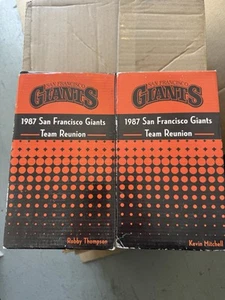 SAN FRANCISCO
GIANTS
1987 San Francisco Giants
Team Reunion
Robby Thompson
SAN FRANCISCO
GIANTS
1987 San Francisco Giants
Team Reunion
Kevin Mitchell